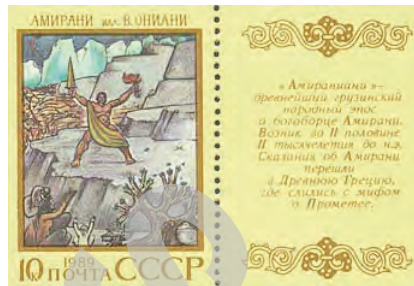 АМИРАНИ илл. В. ОНИАНИ
10к 1989 ПОЧТА СССР
« Амираниани »–
древнейший грузинский
народный эпос
о богоборце Амирани.
Возник во II половине
II тысячелетия до н.э.
Сказания об Амирани
перешли
в Древнюю Грецию,
где слились с мифом
о Прометее.